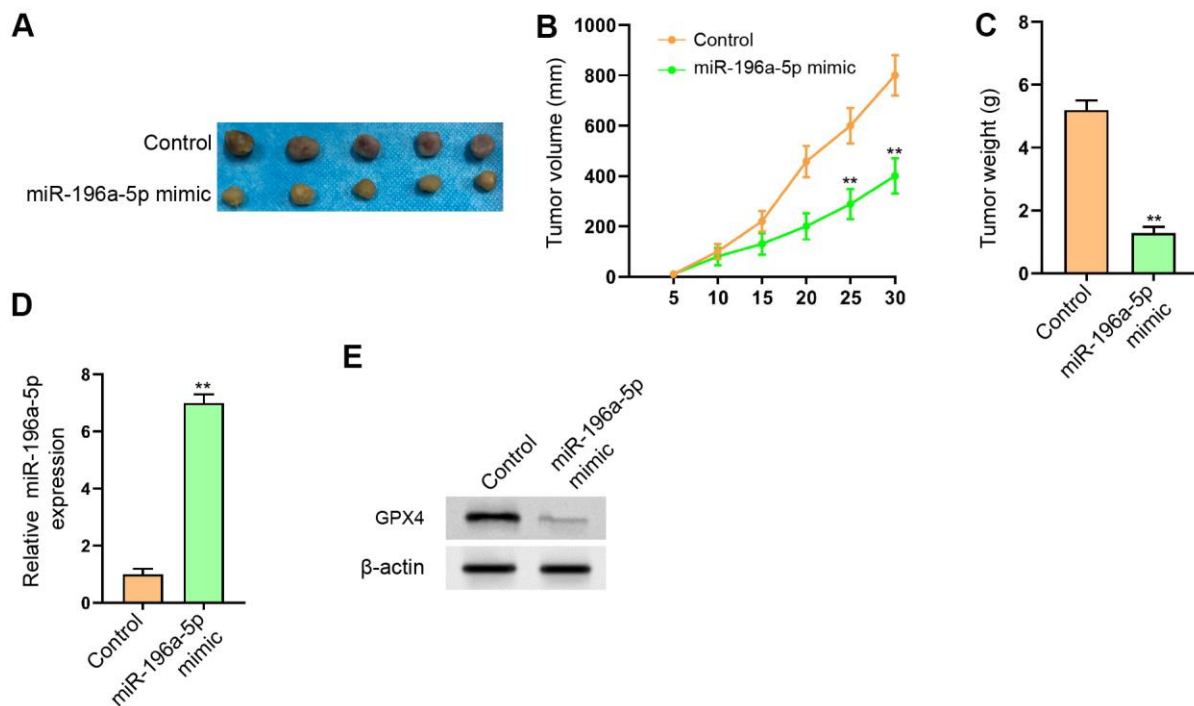 A
Control
miR-196a-5p mimic
B
Tumor volume (mm)
1000
800
600
400
200
0
Control
miR-196a-5p mimic
**
**
5 10 15 20 25 30
C
Tumor weight (g)
8
6
4
2
0
**
Control
miR-196a-5p
mimic
D
Relative miR-196a-5p
expression
8
6
4
2
0
**
Control
miR-196a-5p
mimic
E
Control
miR-196a-5p
mimic
GPX4
β-actin